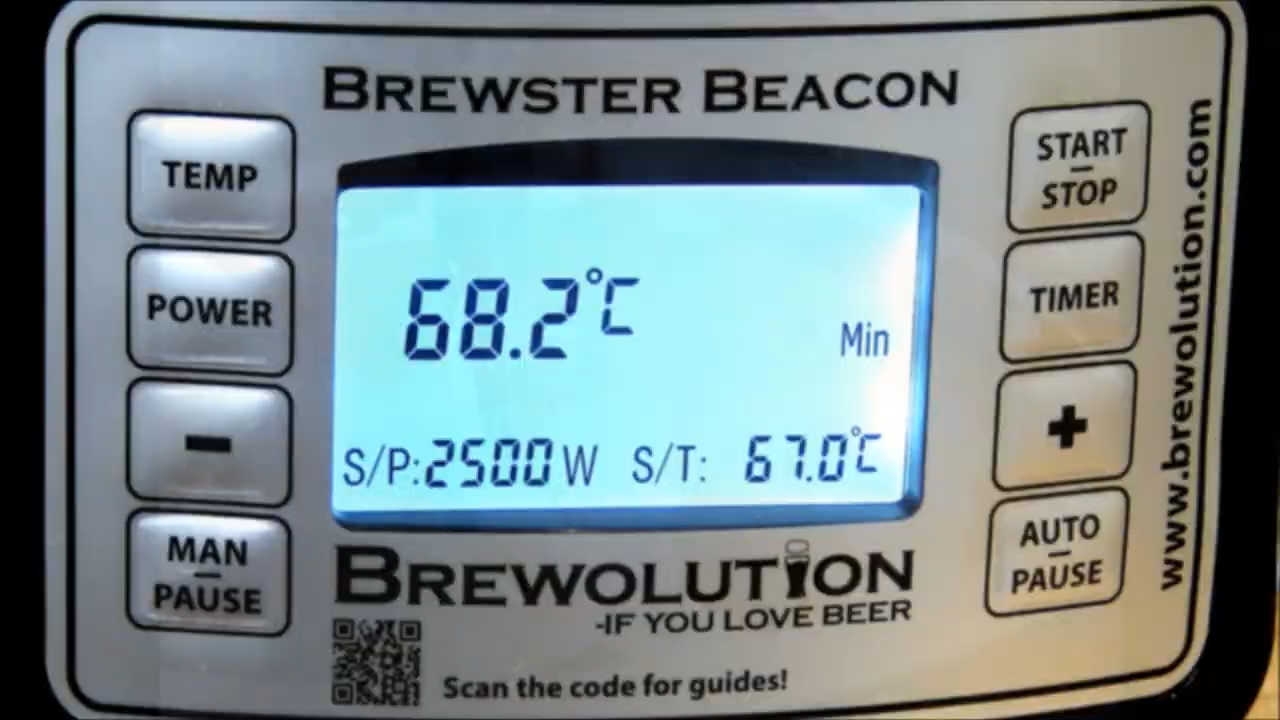 BREWSTER BEACON
TEMP
POWER
-
MAN
-
PAUSE
68.2°C
Min
S/P:2500W S/T: 67.0°C
START
-
STOP
TIMER
+
AUTO
-
PAUSE
www.brewolution.com
BREWOLUTION
-IF YOU LOVE BEER
Scan the code for guides!